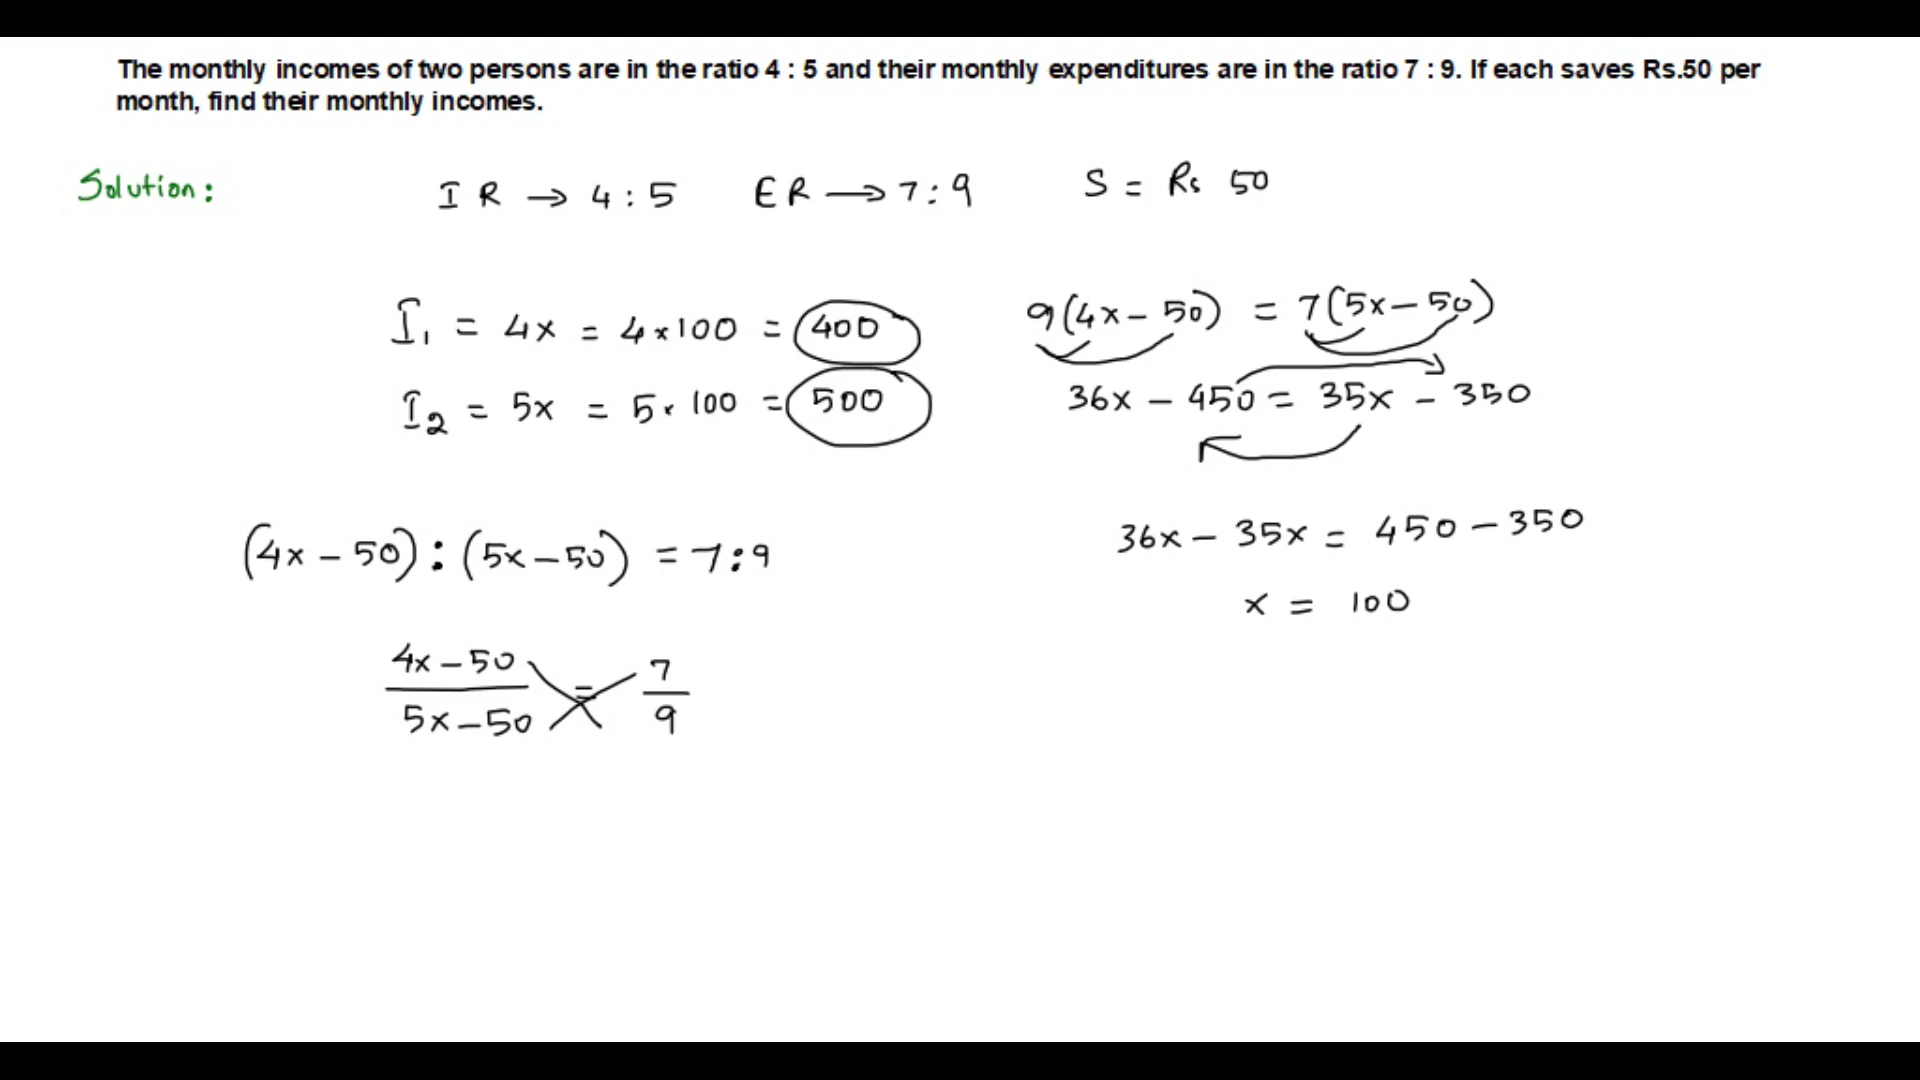 The monthly incomes of two persons are in the ratio 4 : 5 and their monthly expenditures are in the ratio 7 : 9. If each saves Rs.50 per
month, find their monthly incomes.
Solution:
I R → 4 : 5 E R → 7 : 9 S = Rs 50
I₁ = 4x = 4 × 100 = 400
I₂ = 5x = 5 × 100 = 500
(4x − 50) : (5x − 50) = 7 : 9
4x − 50 / 5x − 50 = 7 / 9
9(4x − 50) = 7(5x − 50)
36x − 450 = 35x − 350
36x − 35x = 450 − 350
x = 100